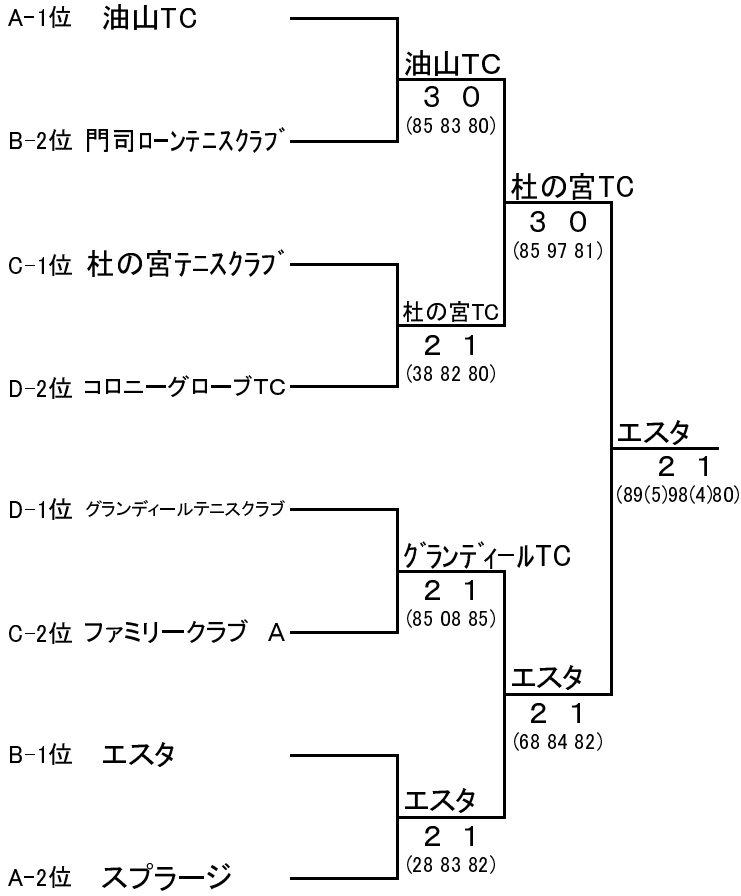 A-1位 油山TC
油山TC
3 0
(85 83 80)
B-2位 門司ローンテニスクラブ
杜の宮TC
3 0
(85 97 81)
C-1位 杜の宮テニスクラブ
杜の宮TC
2 1
(38 82 80)
D-2位 コロニーグローブTC
エスタ
2 1
(89(5)98(4)80)
D-1位 グランディールテニスクラブ
グランディールTC
2 1
(85 08 85)
C-2位 ファミリークラブ A
エスタ
2 1
(68 84 82)
B-1位 エスタ
エスタ
2 1
(28 83 82)
A-2位 スプラージ